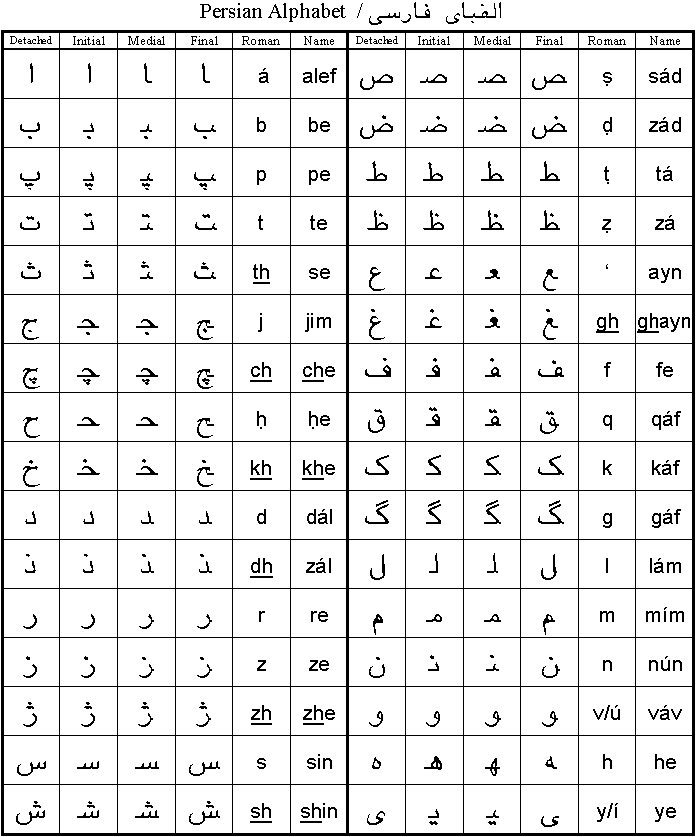 Persian Alphabet / الفبای فارسی
Detached Initial Medial Final Roman Name Detached Initial Medial Final Roman Name
ا ا ـا ـا á alef ص صـ ـصـ ـص ṣ sád
ب بـ ـبـ ـب b be ض ضـ ـضـ ـض ḍ zád
پ پـ ـپـ ـپ p pe ط طـ ـطـ ـط ṭ tá
ت تـ ـتـ ـت t te ظ ظـ ـظـ ـظ ẓ zá
ث ثـ ـثـ ـث th se ع عـ ـعـ ـع ‘ ayn
ج جـ ـجـ ـج j jim غ غـ ـغـ ـغ gh ghayn
چ چـ ـچـ ـچ ch che ف فـ ـفـ ـف f fe
ح حـ ـحـ ـح ḥ ḥe ق قـ ـقـ ـق q qáf
خ خـ ـخـ ـخ kh khe ک کـ ـکـ ـک k káf
د د ـد ـد d dál گ گـ ـگـ ـگ g gáf
ذ ذ ـذ ـذ dh zál ل لـ ـلـ ـل l lám
ر ر ـر ـر r re م مـ ـمـ ـم m mím
ز ز ـز ـز z ze ن نـ ـنـ ـن n nún
ژ ژ ـژ ـژ zh zhe و و ـو ـو v/ú váv
س سـ ـسـ ـس s sin ه هـ ـهـ ـه h he
ش شـ ـشـ ـش sh shin ی یـ ـیـ ـی y/í ye